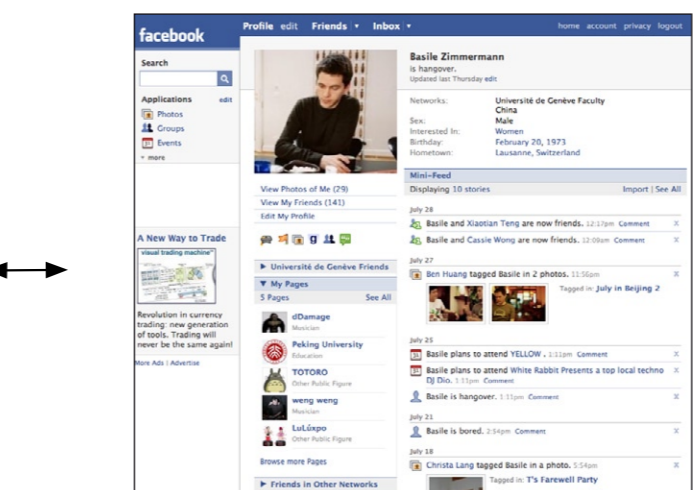 facebook
Profile edit Friends Inbox
home account privacy logout
Search
Applications edit
Photos
Groups
Events
more
A New Way to Trade
visual trading machine
Revolution in currency
trading: new generation
of tools. Trading will
never be the same again!
More Ads | Advertise
View Photos of Me (29)
View My Friends (141)
Edit My Profile
Université de Genève Friends
My Pages
5 Pages See All
dDamage
Musician
Peking University
Education
TOTORO
Other Public Figure
weng weng
Musician
LuLúxpo
Other Public Figure
Browse more Pages
Friends in Other Networks
Basile Zimmermann
is hangover.
Updated last Thursday edit
Networks: Université de Genève Faculty
China
Sex: Male
Interested In: Women
Birthday: February 20, 1973
Hometown: Lausanne, Switzerland
Mini-Feed
Displaying 10 stories Import | See All
July 28
Basile and Xiaotian Teng are now friends. 12:17pm Comment X
Basile and Cassie Wong are now friends. 12:09am Comment X
July 27
Ben Huang tagged Basile in 2 photos. 11:56pm X
Tagged in: July in Beijing 2
July 25
Basile plans to attend YELLOW . 1:11pm Comment X
Basile plans to attend White Rabbit Presents a top local techno X
DJ Dio. 1:11pm Comment
Basile is hangover. 1:11pm Comment X
July 21
Basile is bored. 2:54pm Comment X
July 18
Christa Lang tagged Basile in a photo. 5:54pm X
Tagged in: T's Farewell Party